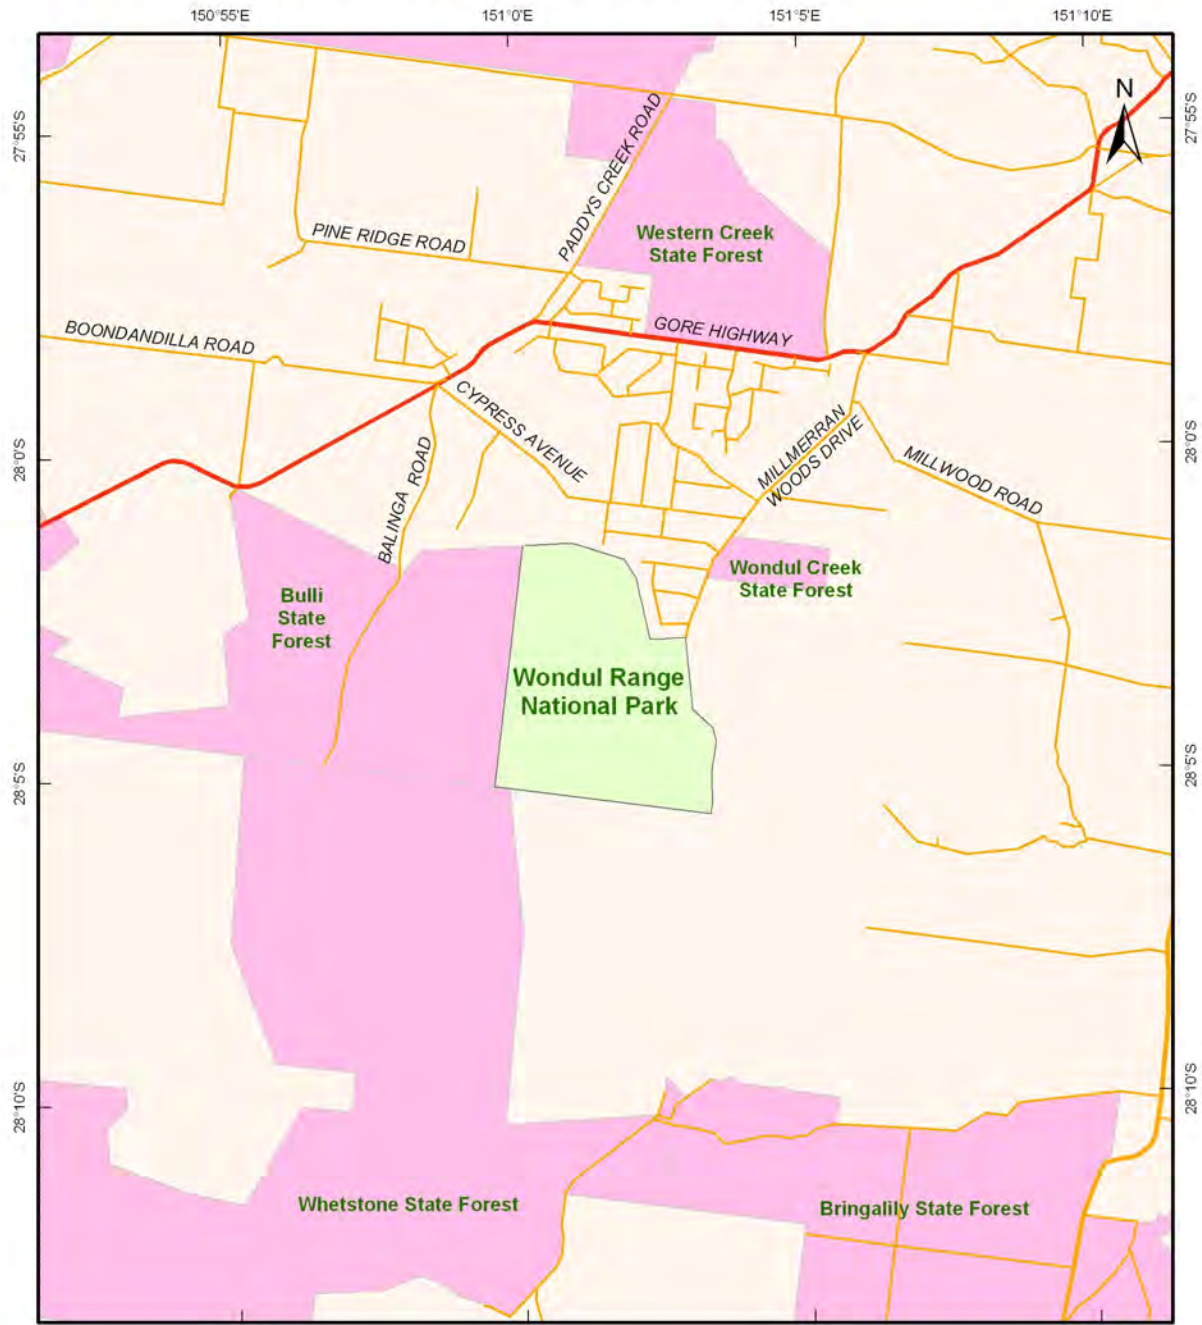 150°55'E
151°0'E
151°5'E
151°10'E
N
27°55'S
27°55'S
PADDYS CREEK ROAD
PINE RIDGE ROAD
Western Creek
State Forest
BOONDANDILLA ROAD
GORE HIGHWAY
CYPRESS AVENUE
MILLMERRAN
WOODS DRIVE
28°0'S
28°0'S
BALINGA ROAD
MILLWOOD ROAD
Wondul Creek
State Forest
Bulli
State
Forest
Wondul Range
National Park
28°5'S
28°5'S
28°10'S
28°10'S
Whetstone State Forest
Bringalily State Forest